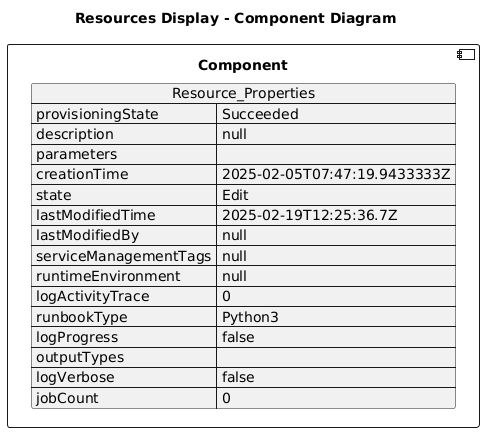 Resources Display - Component Diagram
Component
Resource_Properties
provisioningState Succeeded
description null
parameters
creationTime 2025-02-05T07:47:19.9433333Z
state Edit
lastModifiedTime 2025-02-19T12:25:36.7Z
lastModifiedBy null
serviceManagementTags null
runtimeEnvironment null
logActivityTrace 0
runbookType Python3
logProgress false
outputTypes
logVerbose false
jobCount 0